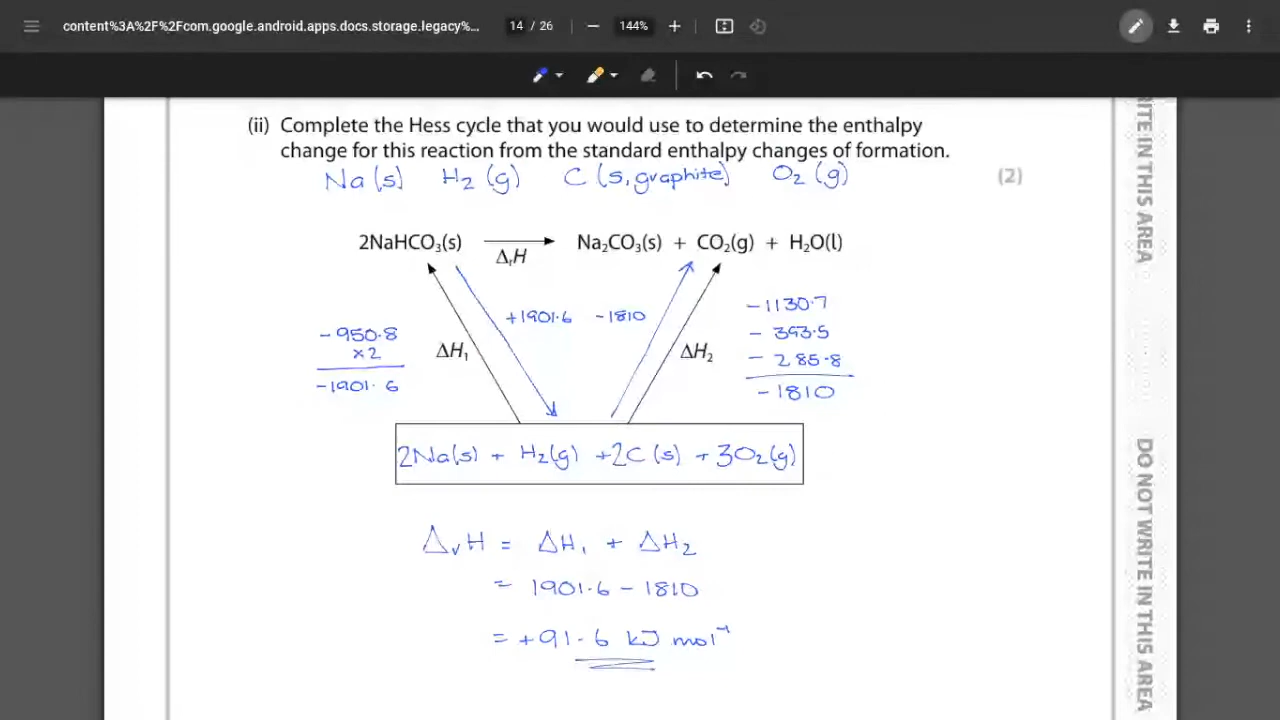 content%3A%2F%2Fcom.google.android.apps.docs.storage.legacy%...
14 / 26
144%
(ii) Complete the Hess cycle that you would use to determine the enthalpy
change for this reaction from the standard enthalpy changes of formation.
(2)
Na(s) H₂(g) C(s,graphite) O₂(g)
2NaHCO₃(s) → Na₂CO₃(s) + CO₂(g) + H₂O(l)
ΔᵣH
+1901.6 -1810
-950.8
×2
-1901.6
ΔH₁
ΔH₂
-1130.7
- 393.5
- 285.8
-1810
2Na(s) + H₂(g) +2C(s) + 3O₂(g)
ΔᵣH = ΔH₁ + ΔH₂
= 1901.6 - 1810
= +91.6 kJ mol⁻¹
RITE IN THIS AREA
DO NOT WRITE IN THIS AREA